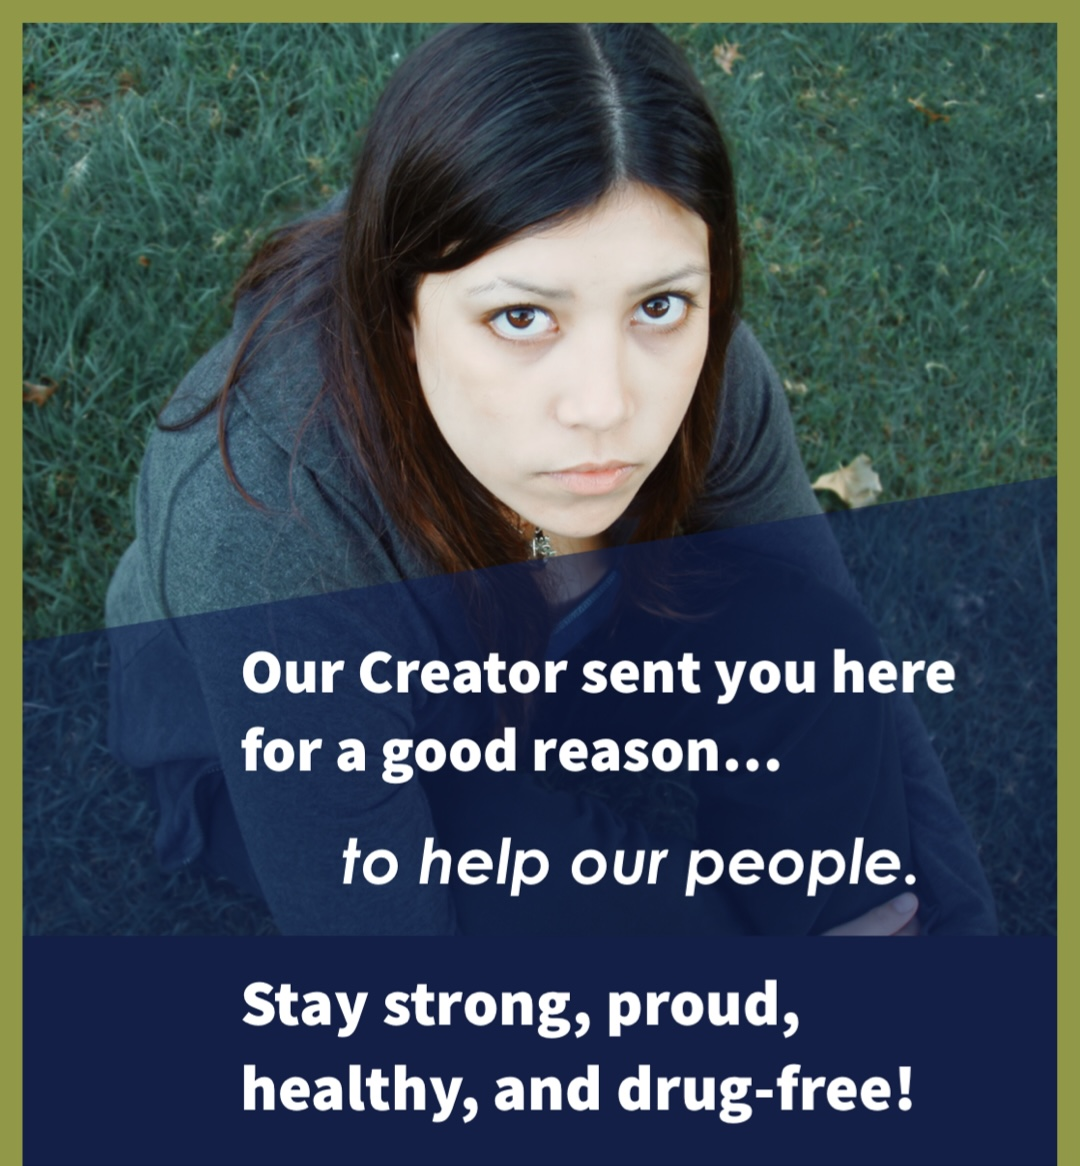 Our Creator sent you here
for a good reason...
to help our people.
Stay strong, proud,
healthy, and drug-free!